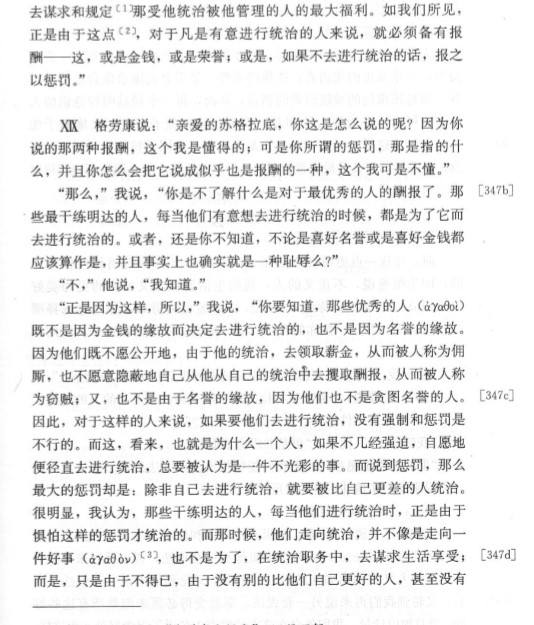 去谋求和规定〔1〕那受他统治被他管理的人的最大福利。如我们所见，
正是由于这点〔2〕，对于凡是有意进行统治的人来说，就必须备有报
酬——这，或是金钱，或是荣誉；或是，如果不去进行统治的话，报之
以惩罚。”
XIX 格劳康说：“亲爱的苏格拉底，你这是怎么说的呢？因为你
说的那两种报酬，这个我是懂得的；可是你所谓的惩罚，那是指的什
么，并且你怎么会把它说成似乎也是报酬的一种，这个我可是不懂。”
“那么，”我说，“你是不了解什么是对于最优秀的人的酬报了。那 [347b]
些最干练明达的人，每当他们有意想去进行统治的时候，都是为了它而
去进行统治的。或者，还是你不知道，不论是喜好名誉或是喜好金钱都
应该算作是，并且事实上也确实就是一种耻辱么？”
“不，”他说，“我知道。”
“正是因为这样，所以，”我说，“你要知道，那些优秀的人（ἀγαθοὶ）
既不是因为金钱的缘故而决定去进行统治的，也不是因为名誉的缘故。
因为他们既不愿公开地，由于他的统治，去领取薪金，从而被人称为佣
厮，也不愿意隐蔽地自己从他从自己的统治中去攫取酬报，从而被人称
为窃贼；又，也不是由于名誉的缘故，因为他们也不是贪图名誉的人。 [347c]
因此，对于这样的人来说，如果要他们去进行统治，没有强制和惩罚是
不行的。而这，看来，也就是为什么一个人，如果不几经强迫，自愿地
便径直去进行统治，总要被认为是一件不光彩的事。而说到惩罚，那么
最大的惩罚却是：除非自己去进行统治，就要被比自己更差的人统治。
很明显，我认为，那些干练明达的人，每当他们进行统治时，正是由于
惧怕这样的惩罚才统治的。而那时候，他们走向统治，并不像是走向一
件好事（ἀγαθὸν）〔3〕，也不是为了，在统治职务中，去谋求生活享受； [347d]
而是，只是由于不得已，由于没有别的比他们自己更好的人，甚至没有